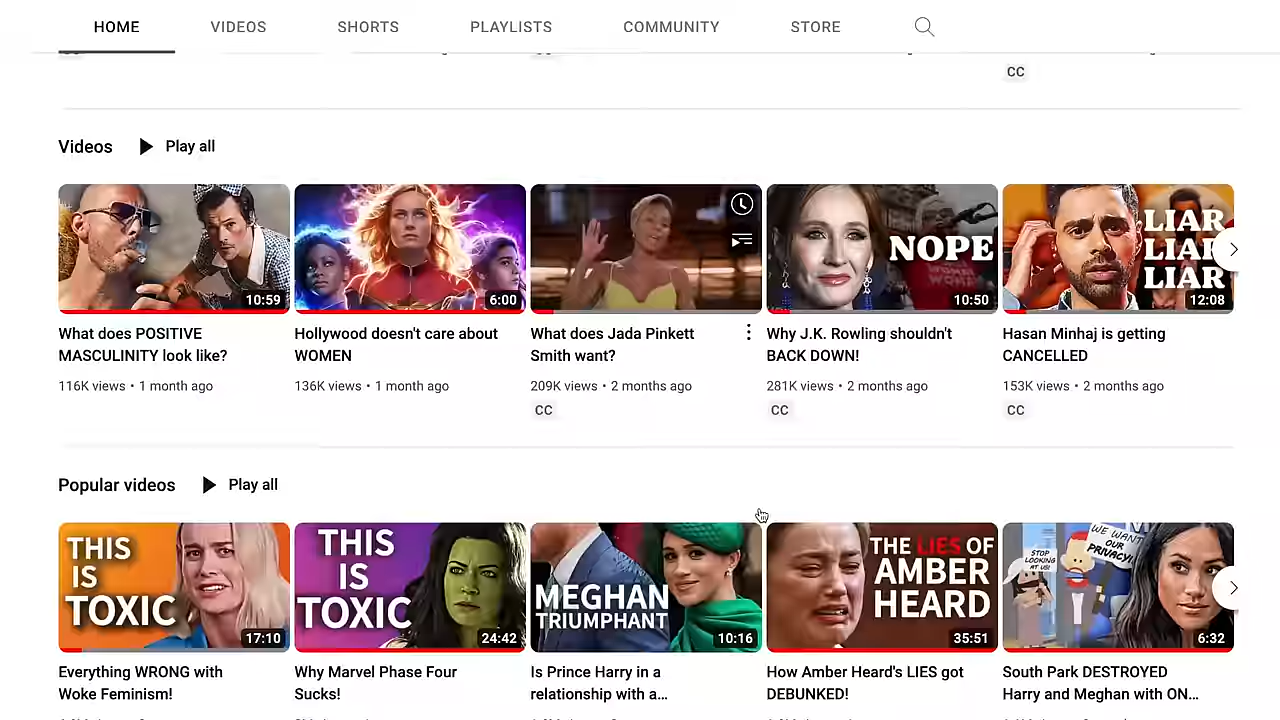 HOME VIDEOS SHORTS PLAYLISTS COMMUNITY STORE
CC
Videos Play all
NOPE
LIAR
LIAR
LIAR
10:59 6:00 10:50 12:08
What does POSITIVE
MASCULINITY look like?
116K views • 1 month ago
Hollywood doesn't care about
WOMEN
136K views • 1 month ago
What does Jada Pinkett
Smith want?
209K views • 2 months ago
CC
Why J.K. Rowling shouldn't
BACK DOWN!
281K views • 2 months ago
CC
Hasan Minhaj is getting
CANCELLED
153K views • 2 months ago
CC
Popular videos Play all
THIS
IS
TOXIC
17:10
Everything WRONG with
Woke Feminism!
THIS
IS
TOXIC
24:42
Why Marvel Phase Four
Sucks!
MEGHAN
TRIUMPHANT
10:16
Is Prince Harry in a
relationship with a...
THE LIES OF
AMBER
HEARD
35:51
How Amber Heard's LIES got
DEBUNKED!
STOP
LOOKING
AT US!
WE WANT
OUR
PRIVACY!
6:32
South Park DESTROYED
Harry and Meghan with ON...